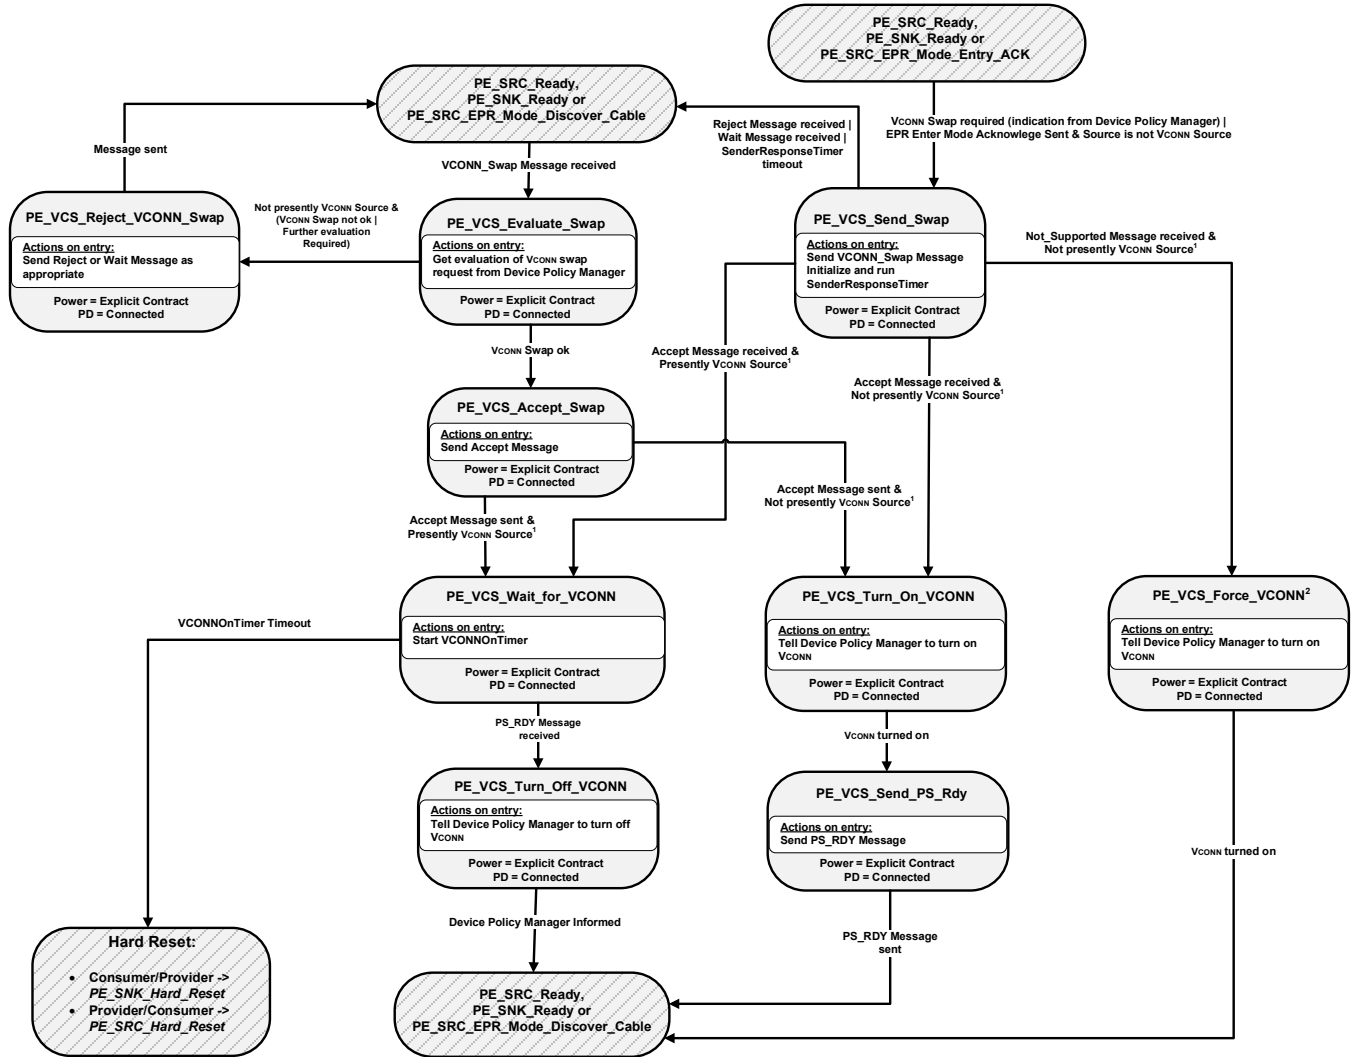 PE_SRC_Ready,
PE_SNK_Ready or
PE_SRC_EPR_Mode_Entry_ACK
PE_SRC_Ready,
PE_SNK_Ready or
PE_SRC_EPR_Mode_Discover_Cable
Reject Message received |
Wait Message received |
SenderResponseTimer
timeout
VCONN Swap required (indication from Device Policy Manager) |
EPR Enter Mode Acknowlege Sent & Source is not VCONN Source
Message sent
VCONN_Swap Message received
PE_VCS_Reject_VCONN_Swap
Actions on entry:
Send Reject or Wait Message as
appropriate
Power = Explicit Contract
PD = Connected
Not presently VCONN Source &
(VCONN Swap not ok |
Further evaluation
Required)
PE_VCS_Evaluate_Swap
Actions on entry:
Get evaluation of VCONN swap
request from Device Policy Manager
Power = Explicit Contract
PD = Connected
PE_VCS_Send_Swap
Actions on entry:
Send VCONN_Swap Message
Initialize and run
SenderResponseTimer
Power = Explicit Contract
PD = Connected
Not_Supported Message received &
Not presently VCONN Source¹
VCONN Swap ok
Accept Message received &
Presently VCONN Source¹
Accept Message received &
Not presently VCONN Source¹
PE_VCS_Accept_Swap
Actions on entry:
Send Accept Message
Power = Explicit Contract
PD = Connected
Accept Message sent &
Presently VCONN Source¹
Accept Message sent &
Not presently VCONN Source¹
VCONNOnTimer Timeout
PE_VCS_Wait_for_VCONN
Actions on entry:
Start VCONNOnTimer
Power = Explicit Contract
PD = Connected
PE_VCS_Turn_On_VCONN
Actions on entry:
Tell Device Policy Manager to turn on
VCONN
Power = Explicit Contract
PD = Connected
PE_VCS_Force_VCONN²
Actions on entry:
Tell Device Policy Manager to turn on
VCONN
Power = Explicit Contract
PD = Connected
PS_RDY Message
received
VCONN turned on
PE_VCS_Turn_Off_VCONN
Actions on entry:
Tell Device Policy Manager to turn off
VCONN
Power = Explicit Contract
PD = Connected
PE_VCS_Send_PS_Rdy
Actions on entry:
Send PS_RDY Message
Power = Explicit Contract
PD = Connected
VCONN turned on
Device Policy Manager Informed
PS_RDY Message
sent
Hard Reset:
• Consumer/Provider ->
PE_SNK_Hard_Reset
• Provider/Consumer ->
PE_SRC_Hard_Reset
PE_SRC_Ready,
PE_SNK_Ready or
PE_SRC_EPR_Mode_Discover_Cable